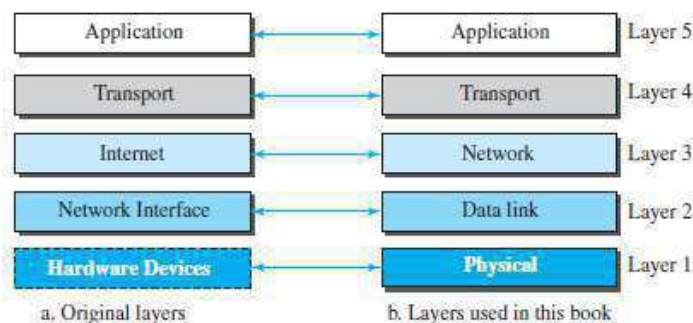 Application Application Layer 5
Transport Transport Layer 4
Internet Network Layer 3
Network Interface Data link Layer 2
Hardware Devices Physical Layer 1
a. Original layers b. Layers used in this book